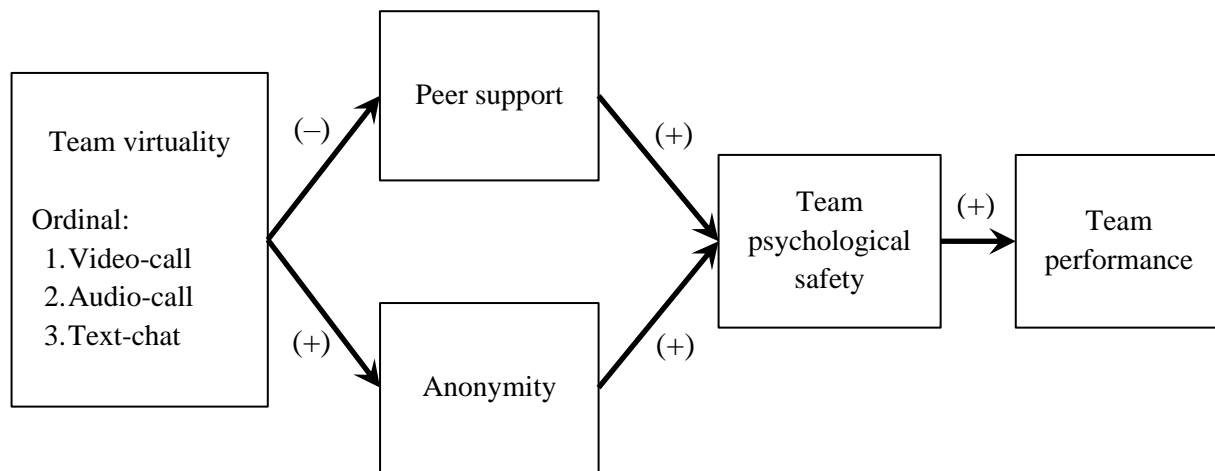 Team virtuality
Ordinal:
1. Video-call
2. Audio-call
3. Text-chat
(–)
(+)
Peer support
Anonymity
(+)
(+)
Team
psychological
safety
(+)
Team
performance